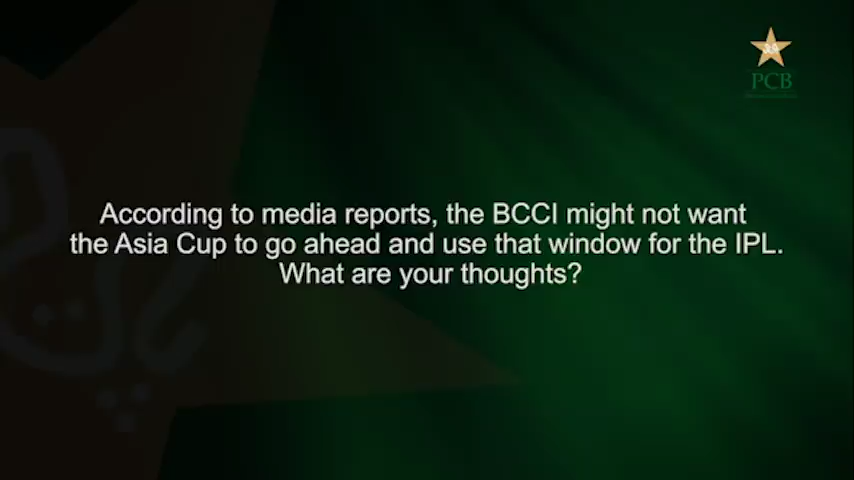 PCB
According to media reports, the BCCI might not want
the Asia Cup to go ahead and use that window for the IPL.
What are your thoughts?